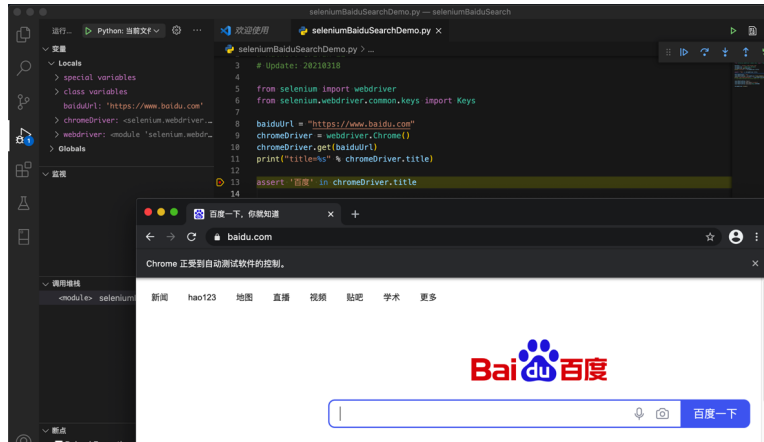 seleniumBaiduSearchDemo.py — seleniumBaiduSearch
运行... Python: 当前文件
欢迎使用
seleniumBaiduSearchDemo.py
变量
Locals
special variables
class variables
baiduUrl: 'https://www.baidu.com'
chromeDriver: <selenium.webdriver...
webdriver: <module 'selenium.webdr...
Globals
监视
调用堆栈
<module> selenium
断点
1
seleniumBaiduSearchDemo.py > ...
3 # Update: 20210318
4
5 from selenium import webdriver
6 from selenium.webdriver.common.keys import Keys
7
8 baiduUrl = "https://www.baidu.com"
9 chromeDriver = webdriver.Chrome()
10 chromeDriver.get(baiduUrl)
11 print("title=%s" % chromeDriver.title)
12
13 assert '百度' in chromeDriver.title
14
百度一下，你就知道
baidu.com
Chrome 正受到自动测试软件的控制。
新闻 hao123 地图 直播 视频 贴吧 学术 更多
Bai du 百度
百度一下